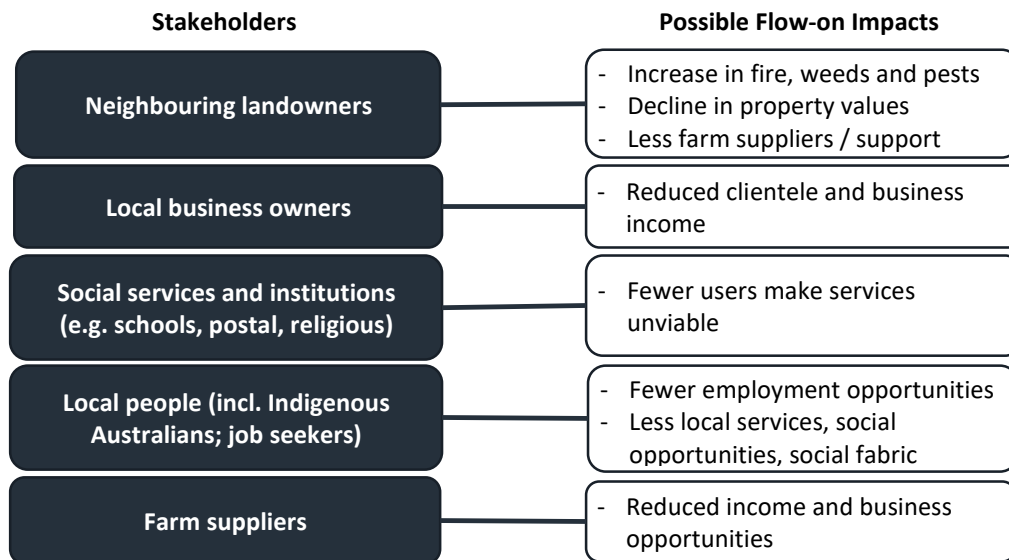 Stakeholders
Possible Flow-on Impacts
Neighbouring landowners
- Increase in fire, weeds and pests
- Decline in property values
- Less farm suppliers / support
Local business owners
- Reduced clientele and business
income
Social services and institutions
(e.g. schools, postal, religious)
- Fewer users make services
unviable
Local people (incl. Indigenous
Australians; job seekers)
- Fewer employment opportunities
- Less local services, social
opportunities, social fabric
Farm suppliers
- Reduced income and business
opportunities